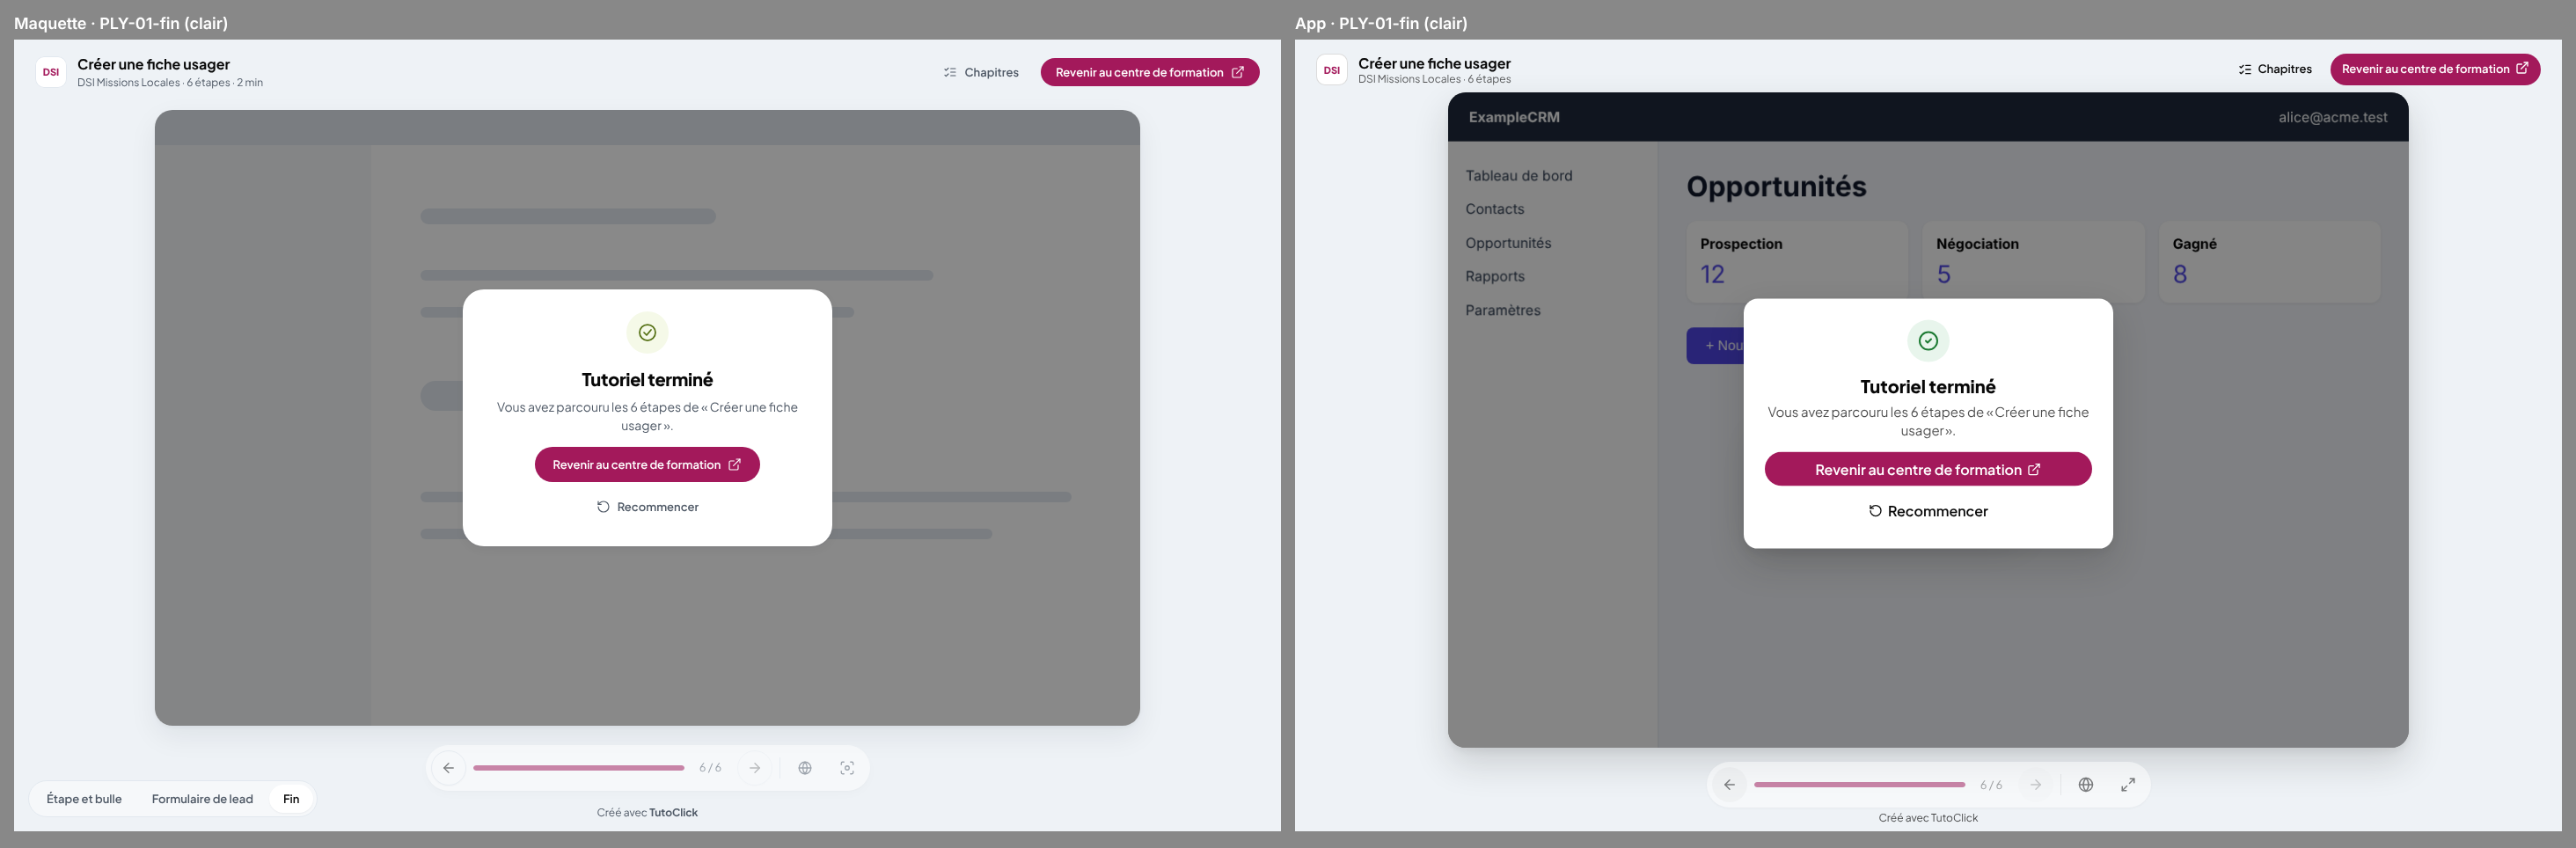 Maquette · PLY-01-fin (clair)
DSI
Créer une fiche usager
DSI Missions Locales · 6 étapes · 2 min
Chapitres
Revenir au centre de formation
Tutoriel terminé
Vous avez parcouru les 6 étapes de « Créer une fiche
usager ».
Revenir au centre de formation
Recommencer
6 / 6
Étape et bulle
Formulaire de lead
Fin
Créé avec TutoClick
App · PLY-01-fin (clair)
DSI
Créer une fiche usager
DSI Missions Locales · 6 étapes
Chapitres
Revenir au centre de formation
ExampleCRM
alice@acme.test
Tableau de bord
Contacts
Opportunités
Rapports
Paramètres
Opportunités
Prospection
12
Négociation
5
Gagné
8
+ Nou
Tutoriel terminé
Vous avez parcouru les 6 étapes de « Créer une fiche
usager ».
Revenir au centre de formation
Recommencer
6 / 6
Créé avec TutoClick